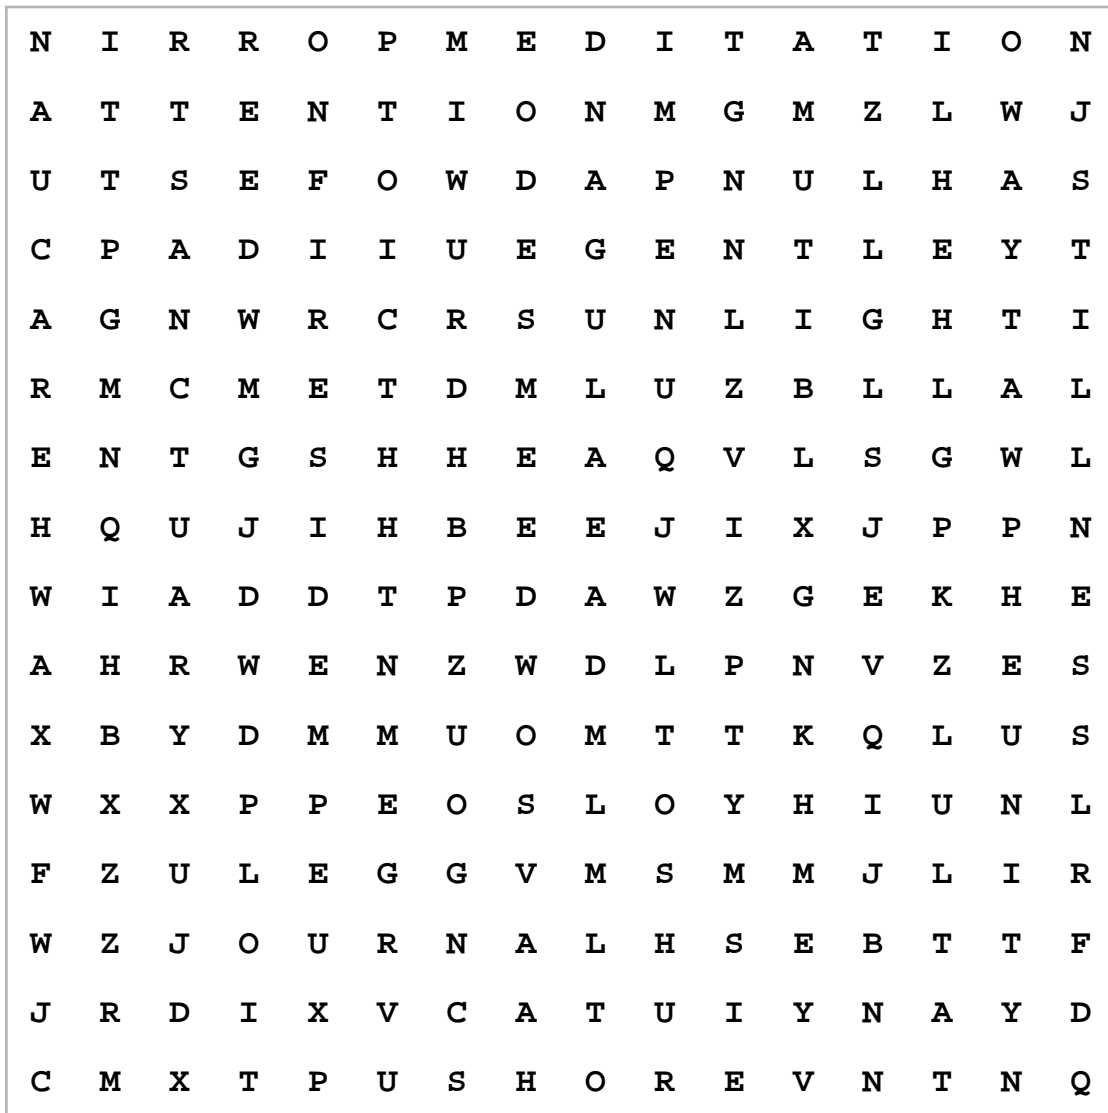 N I R R O P M E D I T A T I O N
A T T E N T I O N M G M Z L W J
U T S E F O W D A P N U L H A S
C P A D I I U E G E N T L E Y T
A G N W R C R S U N L I G H T I
R M C M E T D M L U Z B L L A L
E N T G S H H E A Q V L S G W L
H Q U J I H B E E J I X J P P N
W I A D D T P D A W Z G E K H E
A H R W E N Z W D L P N V Z E S
X B Y D M M U O M T T K Q L U S
W X X P P E O S L O Y H I U N L
F Z U L E G G V M S M M J L I R
W Z J O U R N A L H S E B T T F
J R D I X V C A T U I Y N A Y D
C M X T P U S H O R E V N T N Q